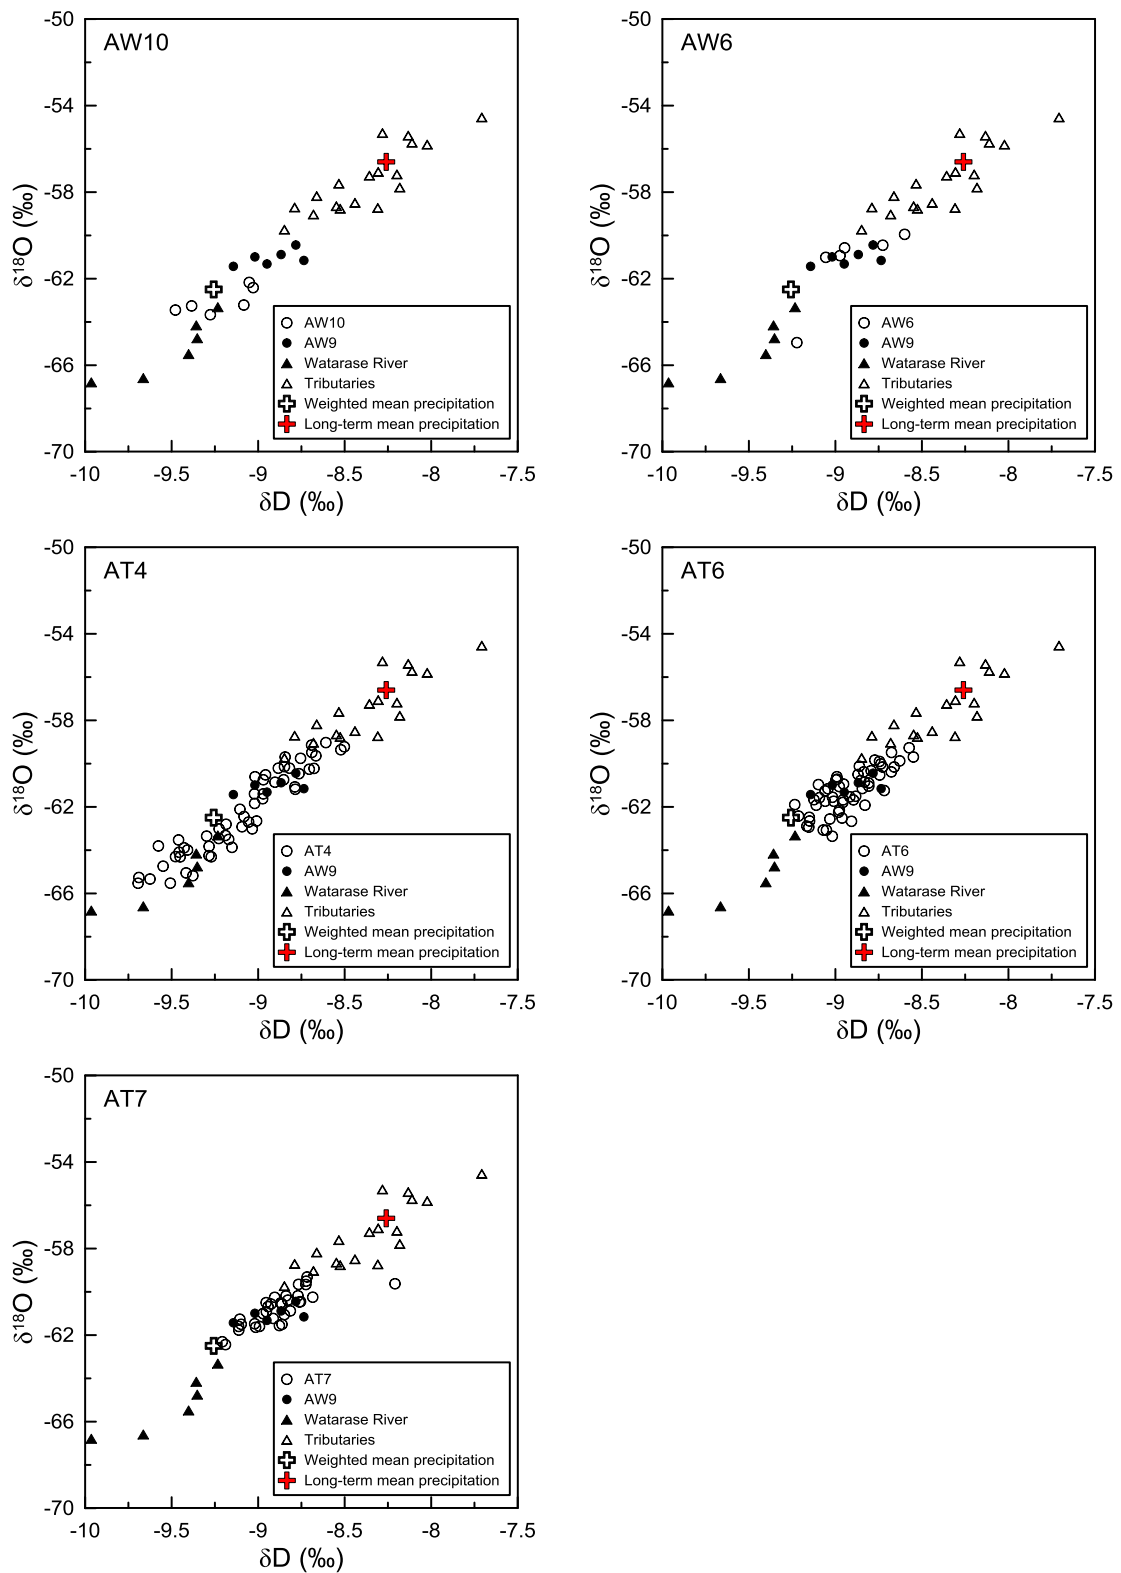 AW10
-50
-54
-58
-62
-66
-70
δ18O (‰)
AW10
AW9
Watarase River
Tributaries
Weighted mean precipitation
Long-term mean precipitation
-10 -9.5 -9 -8.5 -8 -7.5
δD (‰)
AW6
-50
-54
-58
-62
-66
-70
δ18O (‰)
AW6
AW9
Watarase River
Tributaries
Weighted mean precipitation
Long-term mean precipitation
-10 -9.5 -9 -8.5 -8 -7.5
δD (‰)
AT4
-50
-54
-58
-62
-66
-70
δ18O (‰)
AT4
AW9
Watarase River
Tributaries
Weighted mean precipitation
Long-term mean precipitation
-10 -9.5 -9 -8.5 -8 -7.5
δD (‰)
AT6
-50
-54
-58
-62
-66
-70
δ18O (‰)
AT6
AW9
Watarase River
Tributaries
Weighted mean precipitation
Long-term mean precipitation
-10 -9.5 -9 -8.5 -8 -7.5
δD (‰)
AT7
-50
-54
-58
-62
-66
-70
δ18O (‰)
AT7
AW9
Watarase River
Tributaries
Weighted mean precipitation
Long-term mean precipitation
-10 -9.5 -9 -8.5 -8 -7.5
δD (‰)